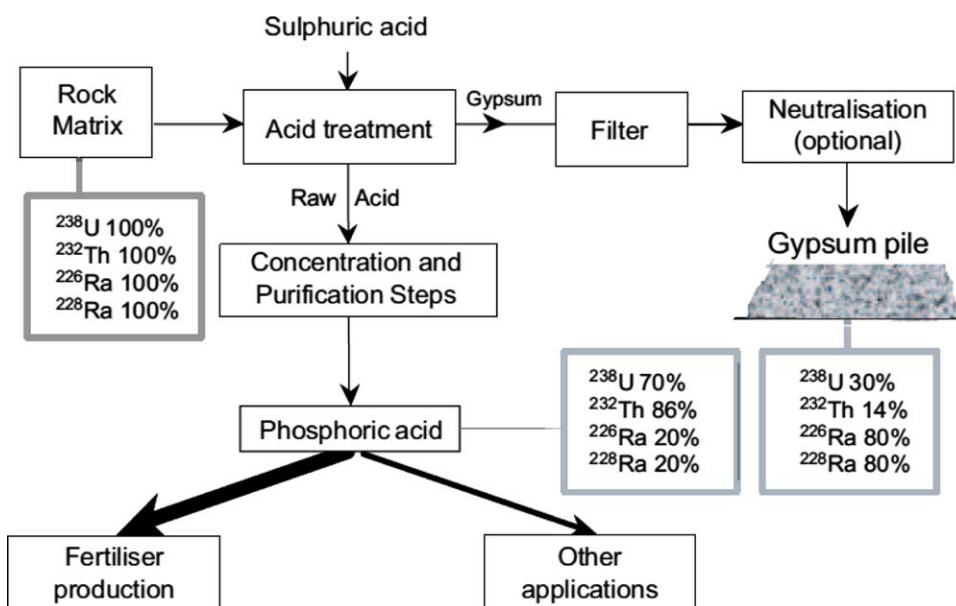 Sulphuric acid
Rock
Matrix
Acid treatment
Gypsum
Filter
Neutralisation
(optional)
²³⁸U 100%
²³²Th 100%
²²⁶Ra 100%
²²⁸Ra 100%
Raw Acid
Concentration and
Purification Steps
Gypsum pile
Phosphoric acid
²³⁸U 70%
²³²Th 86%
²²⁶Ra 20%
²²⁸Ra 20%
²³⁸U 30%
²³²Th 14%
²²⁶Ra 80%
²²⁸Ra 80%
Fertiliser
production
Other
applications